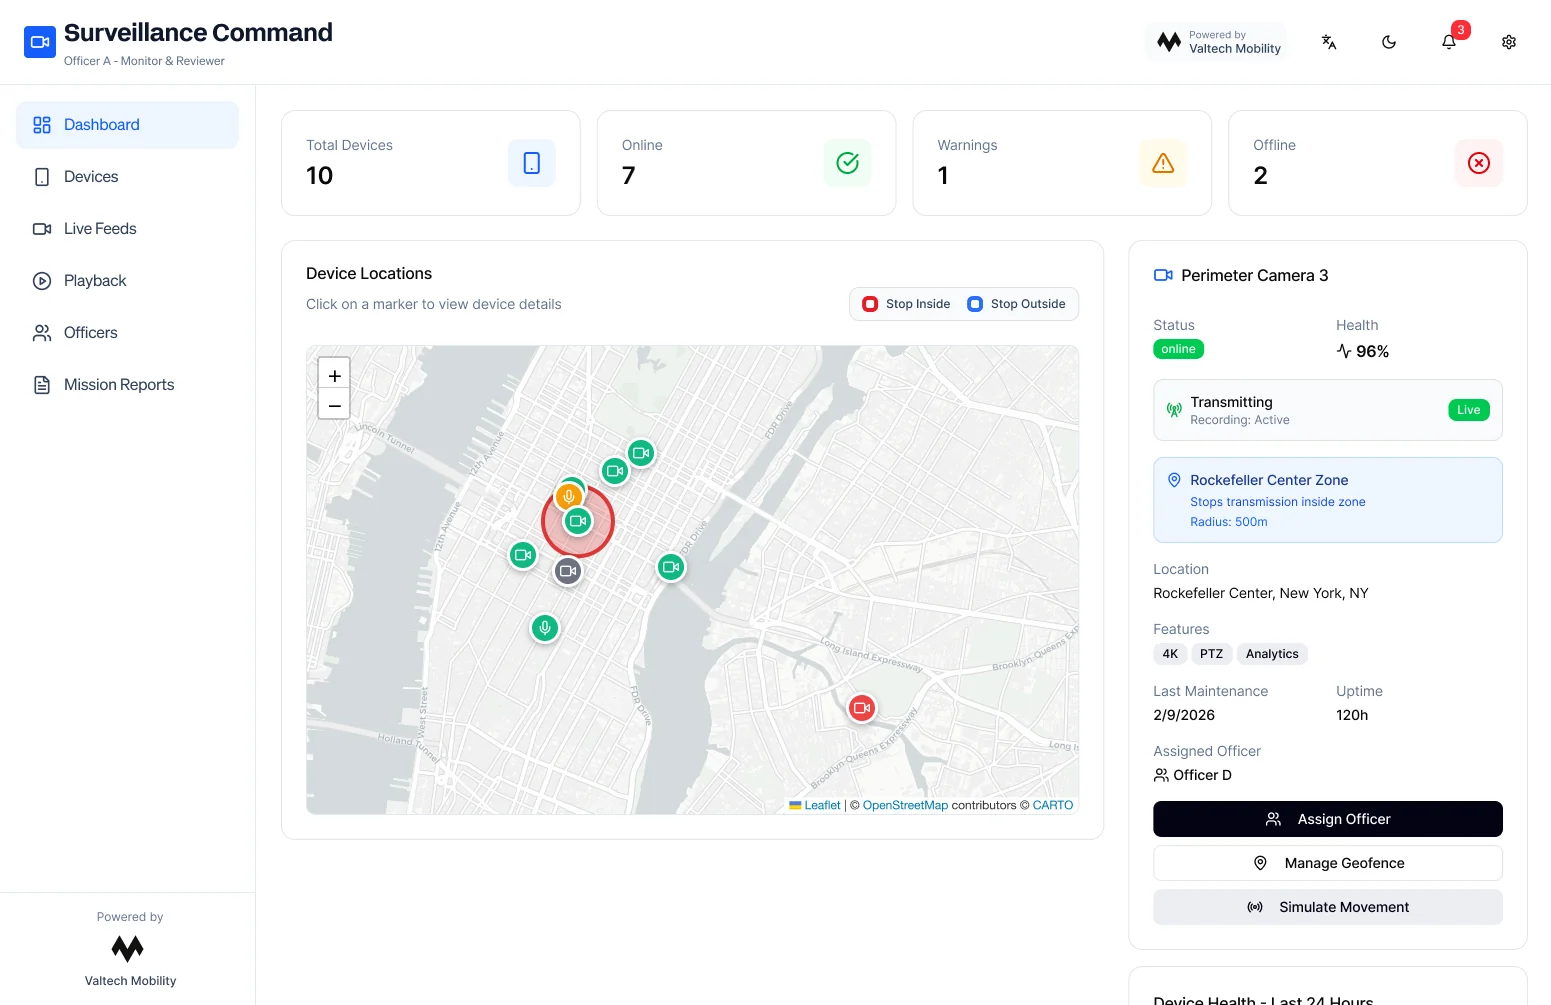 Surveillance Command
Officer A - Monitor & Reviewer
Powered by
Valtech Mobility
3
Dashboard
Devices
Live Feeds
Playback
Officers
Mission Reports
Powered by
Valtech Mobility
Total Devices
10
Online
7
Warnings
1
Offline
2
Device Locations
Click on a marker to view device details
Stop Inside
Stop Outside
+
−
Lincoln Tunnel
12th Avenue
FDR Drive
12th Avenue
FDR Drive
Long Island Expressway
Brooklyn-Queens Exp
West Street
FDR Drive
Holland Tunnel
Brooklyn-Queens Expressway
Long Is
Leaflet | © OpenStreetMap contributors © CARTO
Perimeter Camera 3
Status
online
Health
96%
Transmitting
Recording: Active
Live
Rockefeller Center Zone
Stops transmission inside zone
Radius: 500m
Location
Rockefeller Center, New York, NY
Features
4K
PTZ
Analytics
Last Maintenance
2/9/2026
Uptime
120h
Assigned Officer
Officer D
Assign Officer
Manage Geofence
Simulate Movement
Device Health - Last 24 Hours